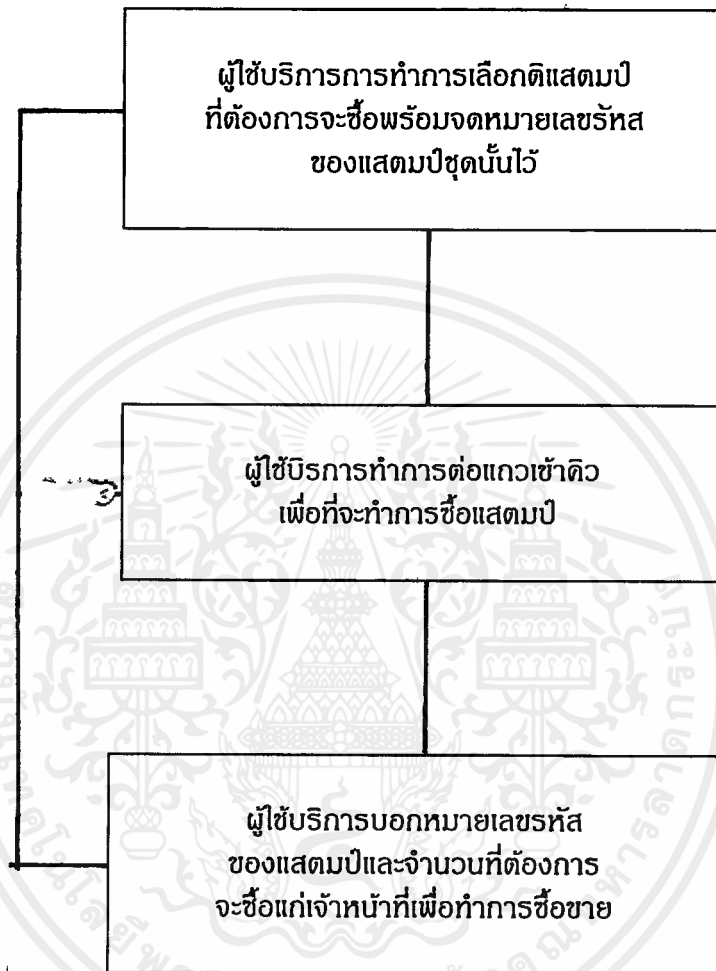 ผู้ใช้บริการการทำการเลือกดิแสตมป์
ที่ต้องการจะซื้อพร้อมจดหมายเลขรัหส
ของแสตมป์ชุดนั้นไว้
ผู้ใช้บิรการทำการต่อแถวเข้าคิว
เพื่อที่จะทำการซื้อแสตมป์
ผู้ใช้บริการบอกหมายเลขรหัส
ของแสตมป์และจำนวนที่ต้องการ
จะซื้อแก่เจ้าหน้าที่เพื่อทำการซื้อขาย